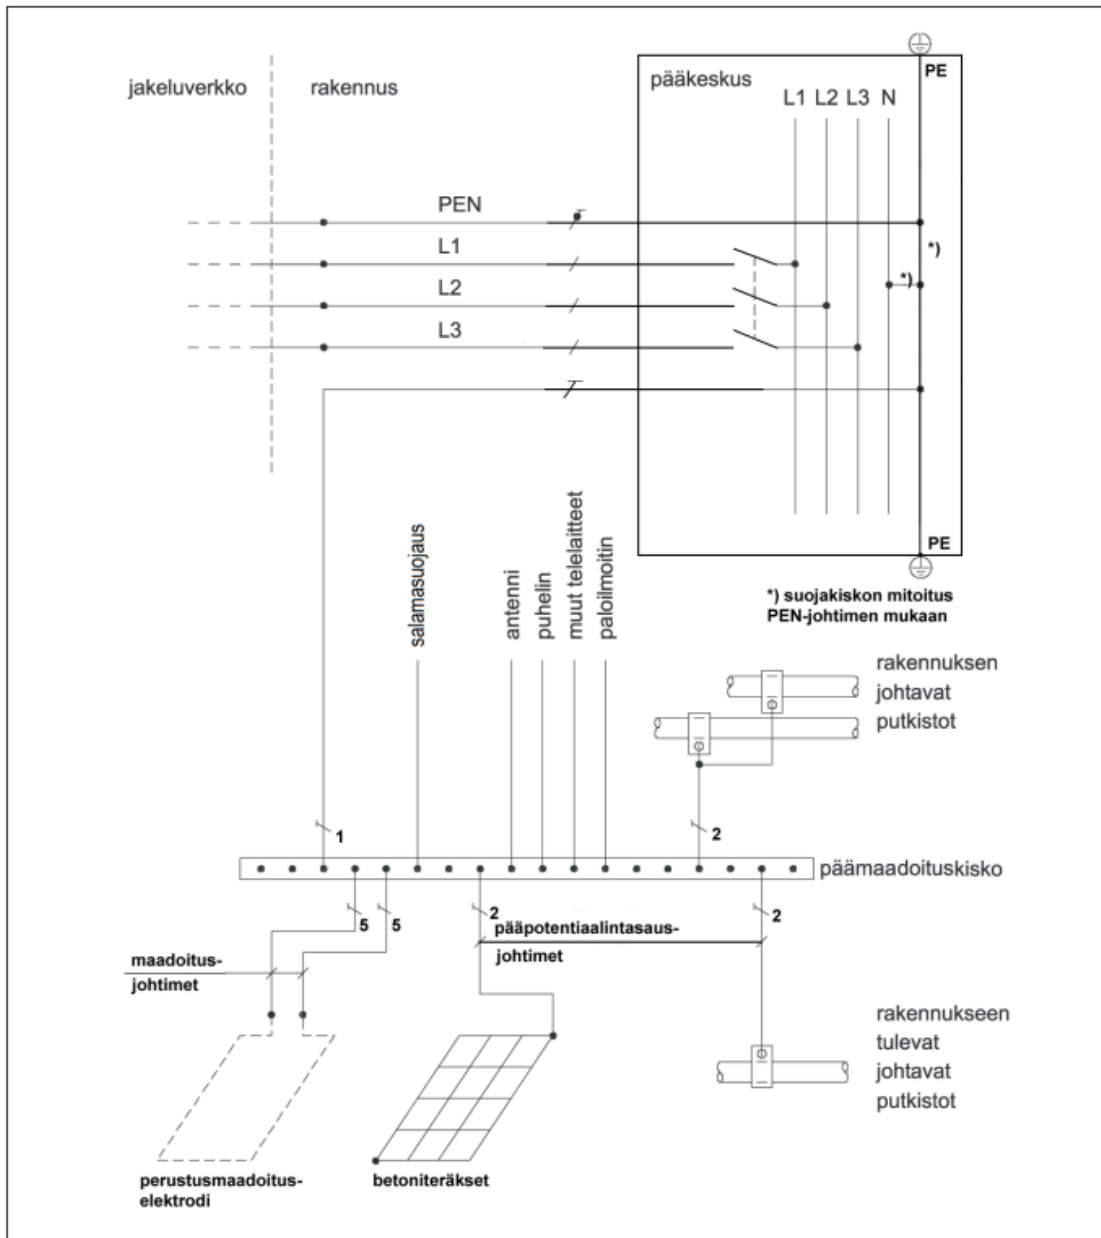 jakeluverkko
rakennus
pääkeskus
PE
L1 L2 L3 N
PEN
L1
*)
*)
L2
L3
PE
*) suojakiskon mitoitus
PEN-johtimen mukaan
salamasuojaus
antenni
puhelin
muut telelaitteet
paloilmoitin
rakennuksen
johtavat
putkistot
1
2
päämaadoituskisko
5
5
2
2
pääpotentiaalintasaus-
johtimet
maadoitus-
johtimet
rakennukseen
tulevat
johtavat
putkistot
perustusmaadoitus-
elektrodi
betoniteräkset